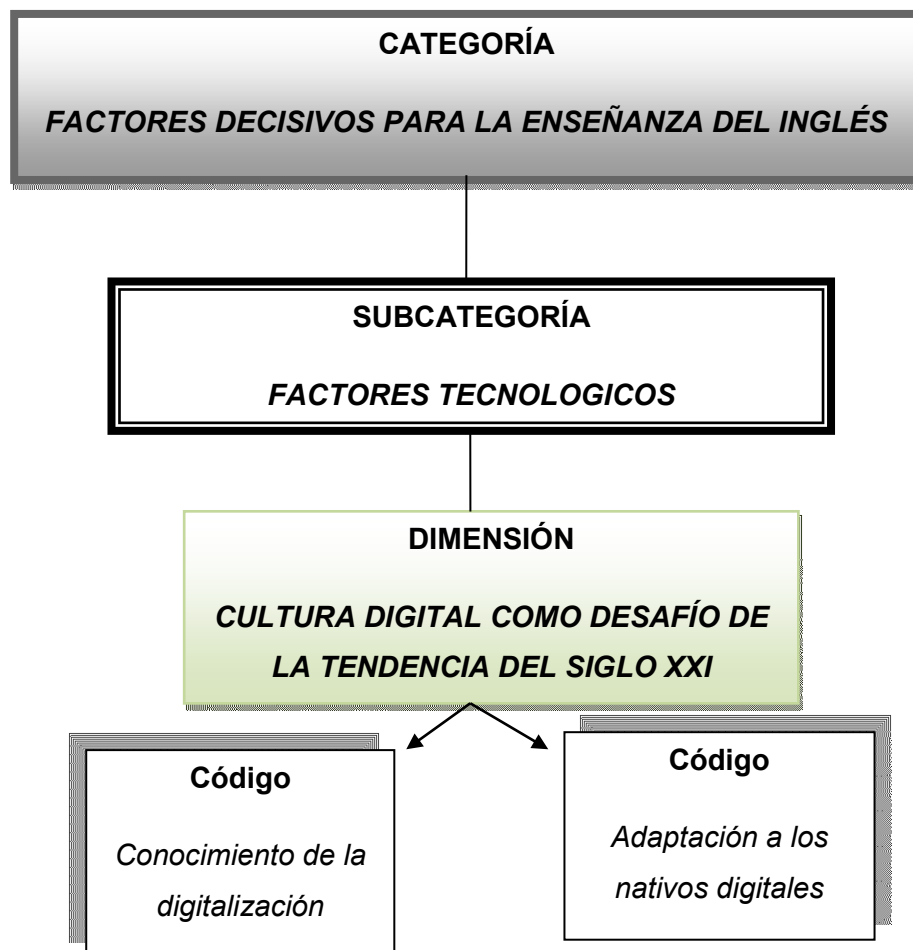 CATEGORÍA
FACTORES DECISIVOS PARA LA ENSEÑANZA DEL INGLÉS
SUBCATEGORÍA
FACTORES TECNOLOGICOS
DIMENSIÓN
CULTURA DIGITAL COMO DESAFÍO DE
LA TENDENCIA DEL SIGLO XXI
Código
Conocimiento de la
digitalización
Código
Adaptación a los
nativos digitales